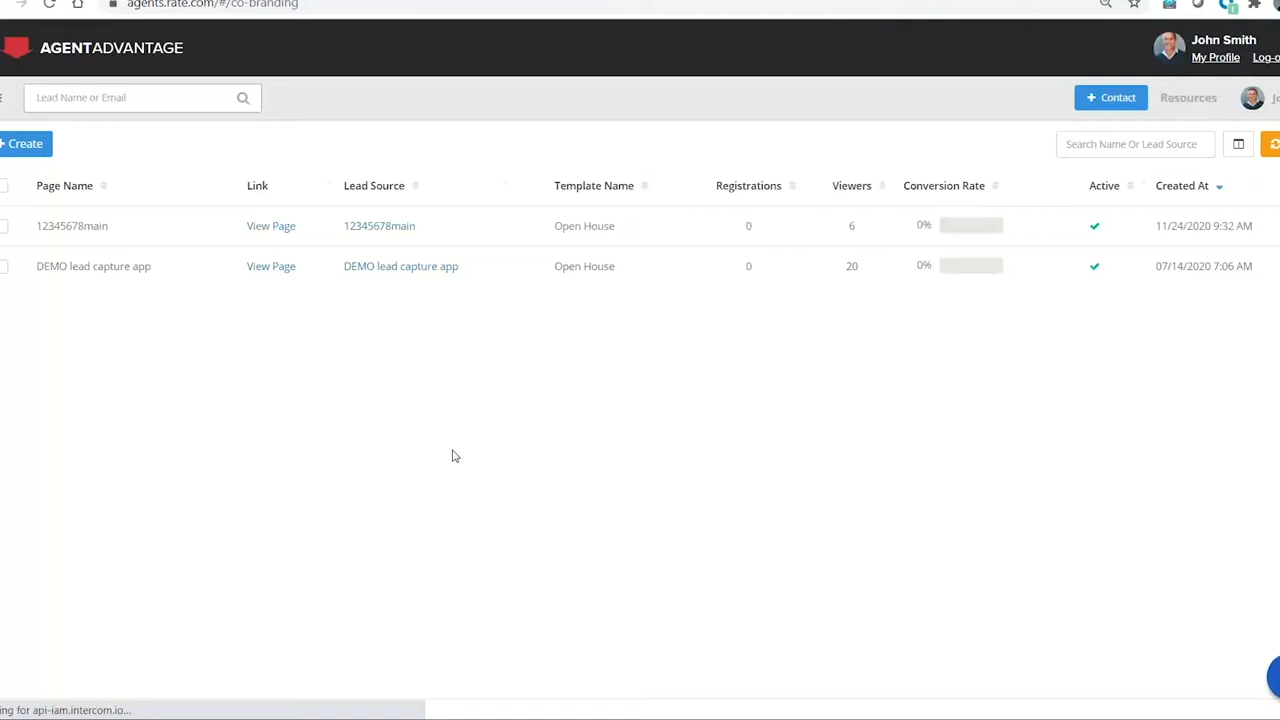 agents.rate.com/#/co-branding
AGENTADVANTAGE
John Smith
My Profile Log-o
Lead Name or Email
+ Contact Resources Jo
+ Create
Search Name Or Lead Source
Page Name Link Lead Source Template Name Registrations Viewers Conversion Rate Active Created At
12345678main View Page 12345678main Open House 0 6 0% 11/24/2020 9:32 AM
DEMO lead capture app View Page DEMO lead capture app Open House 0 20 0% 07/14/2020 7:06 AM
ing for api-iam.intercom.io...